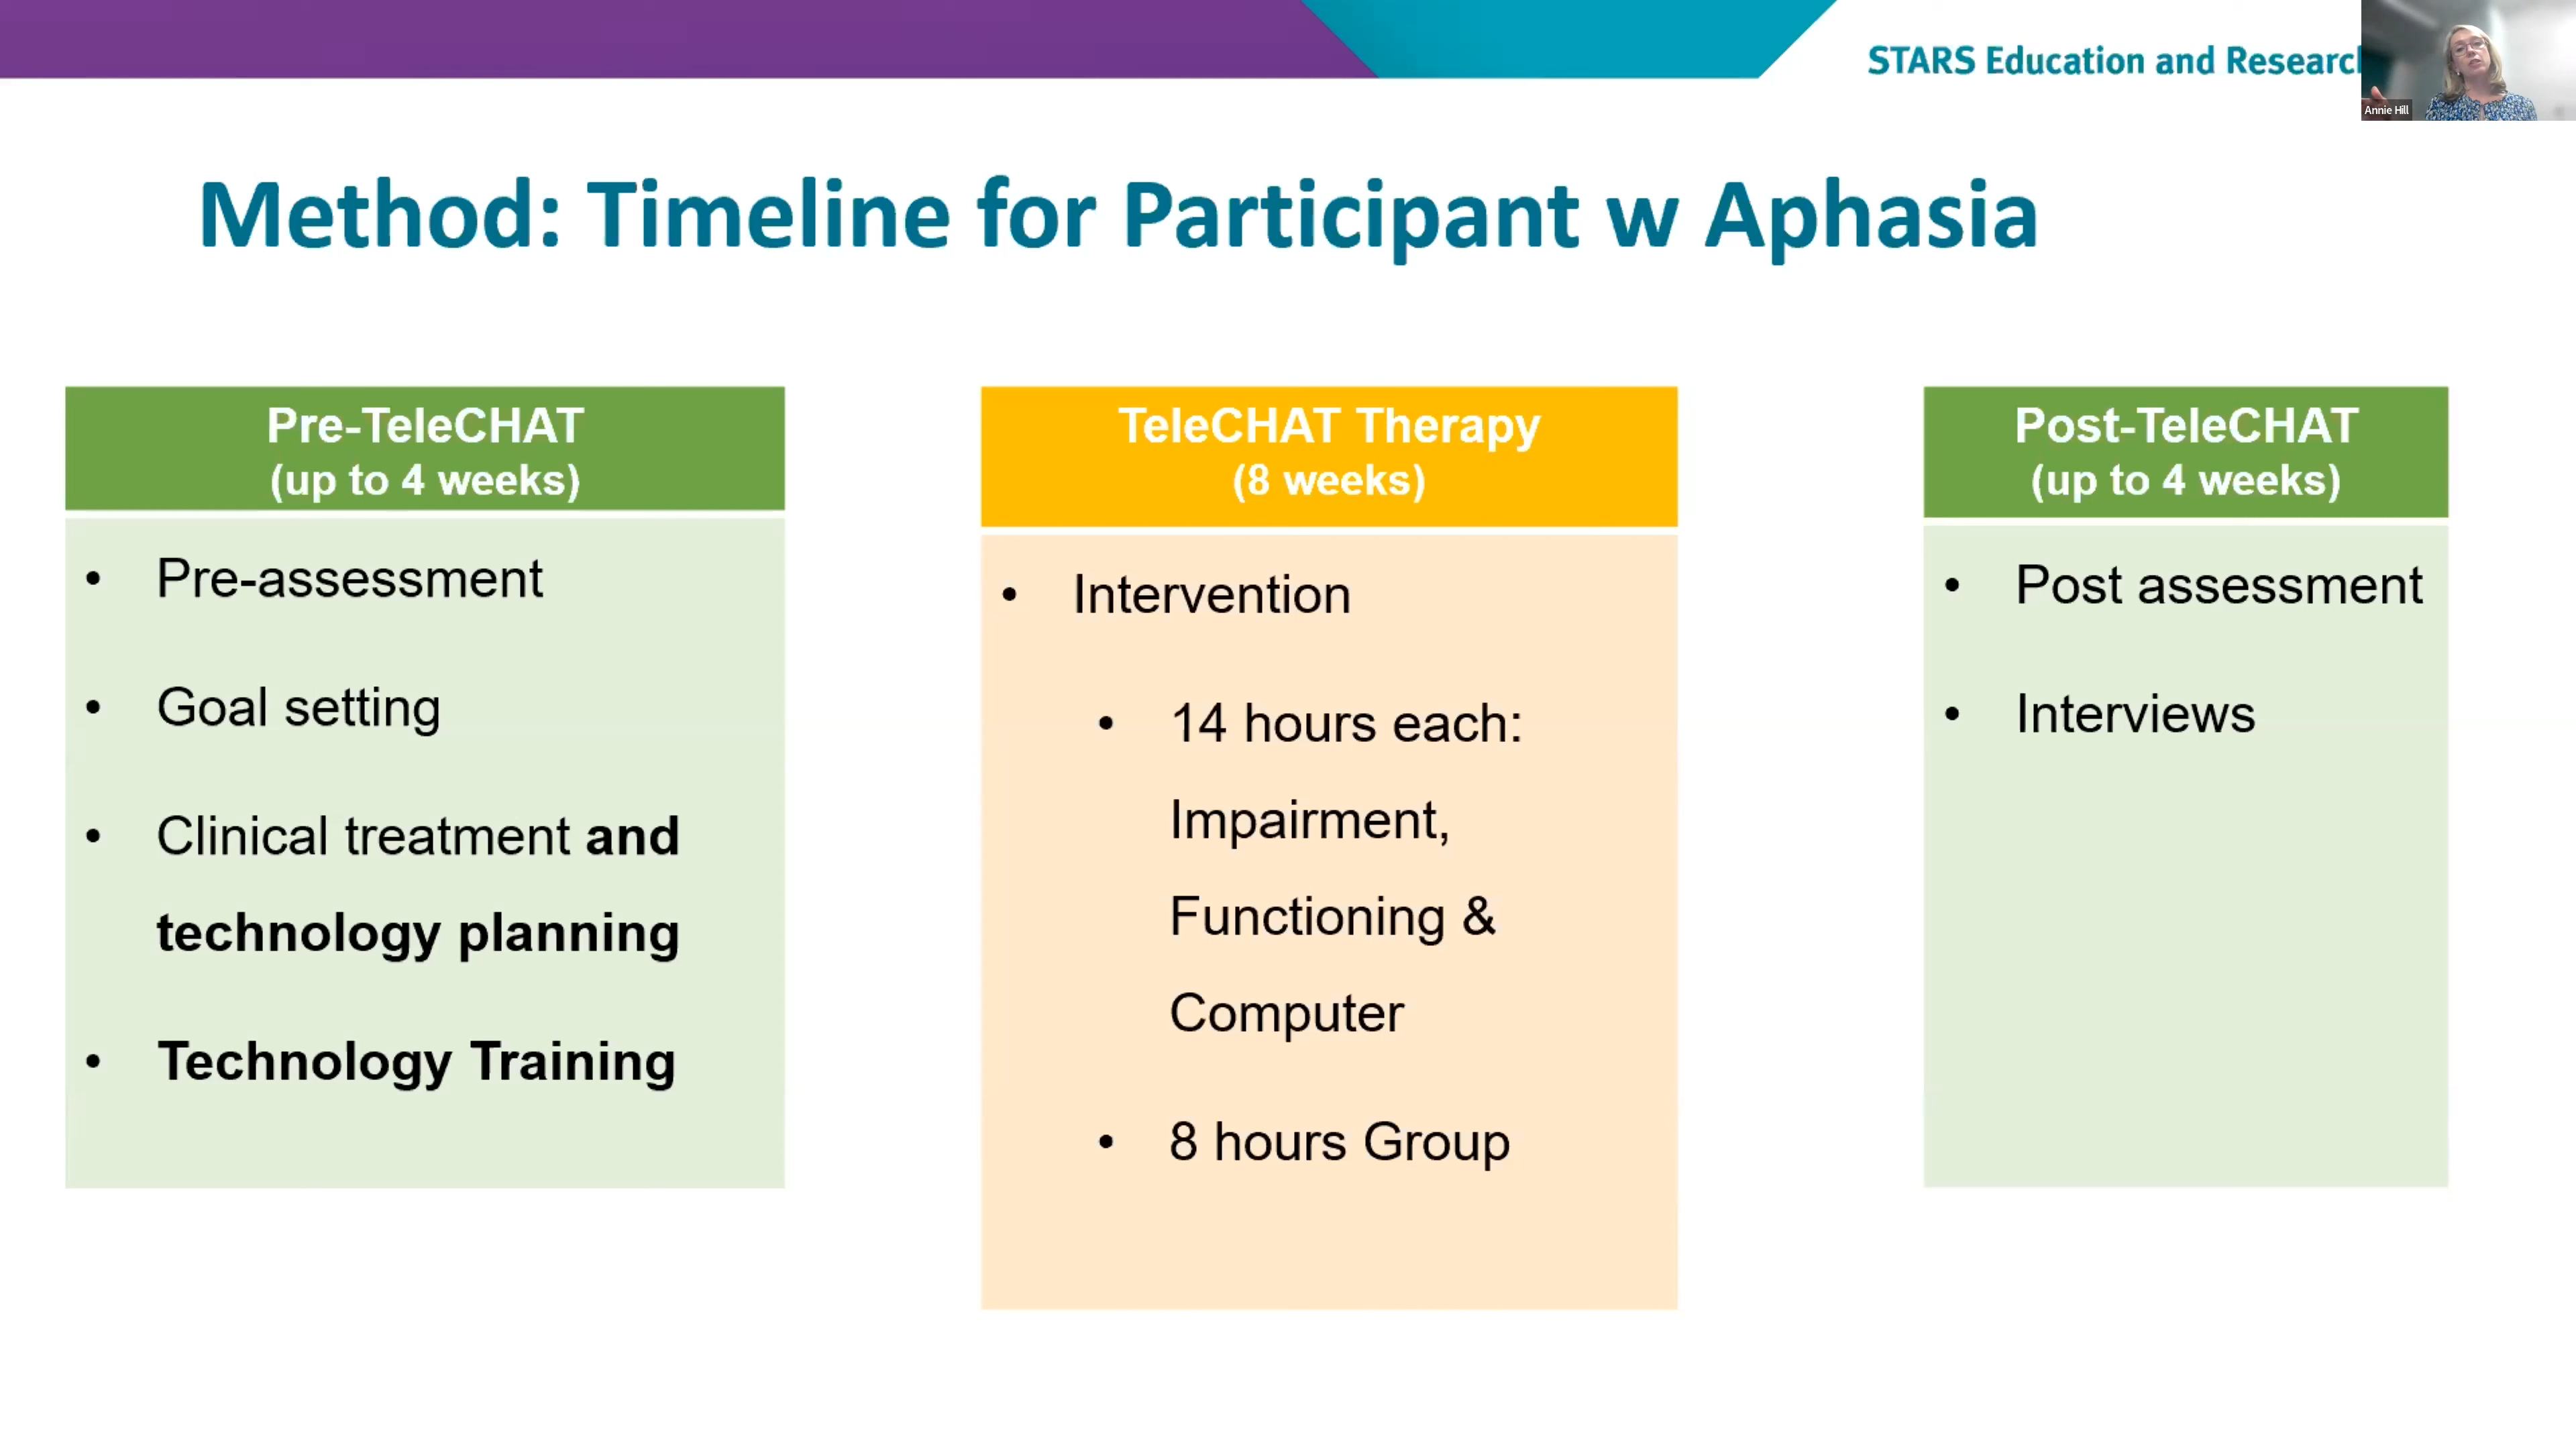 STARS Education and Research
Annie Hill
Method: Timeline for Participant w Aphasia
Pre-TeleCHAT
(up to 4 weeks)
• Pre-assessment
• Goal setting
• Clinical treatment and
technology planning
• Technology Training
TeleCHAT Therapy
(8 weeks)
• Intervention
• 14 hours each:
Impairment,
Functioning &
Computer
• 8 hours Group
Post-TeleCHAT
(up to 4 weeks)
• Post assessment
• Interviews